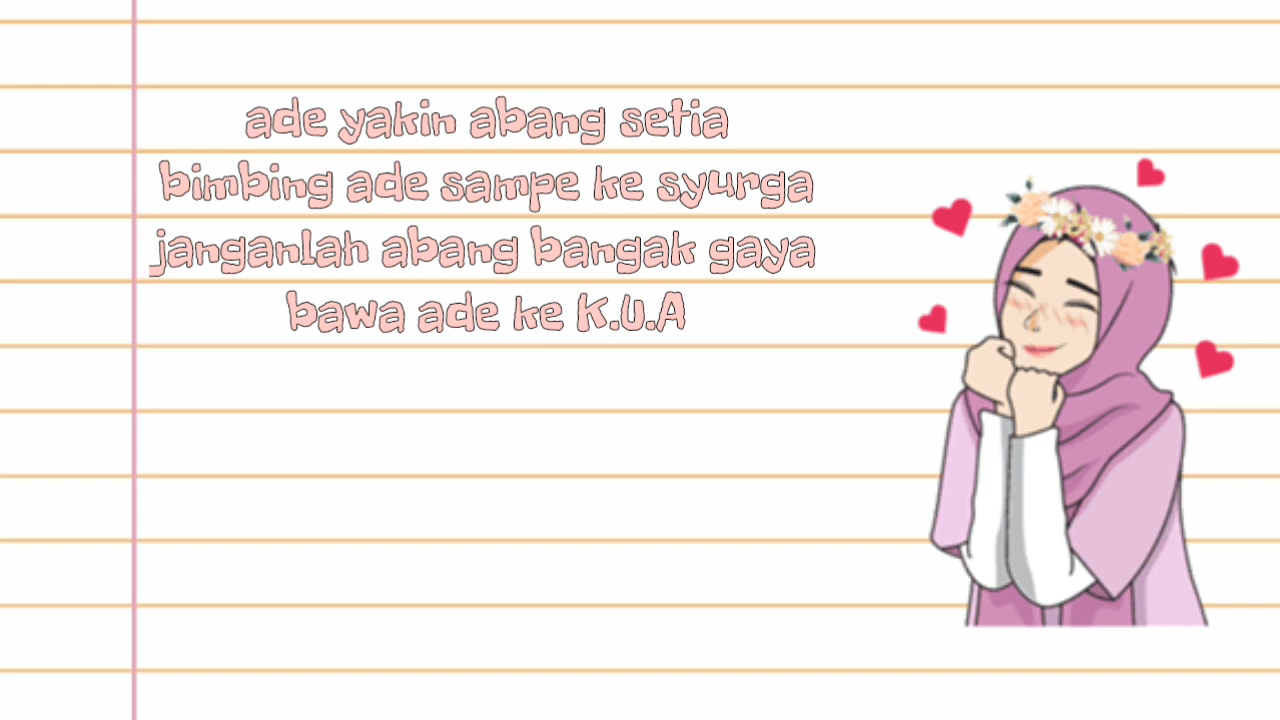 ade yakin abang setia
bimbing ade sampe ke syurga
janganlah abang bangak gaya
bawa ade ke K.U.A